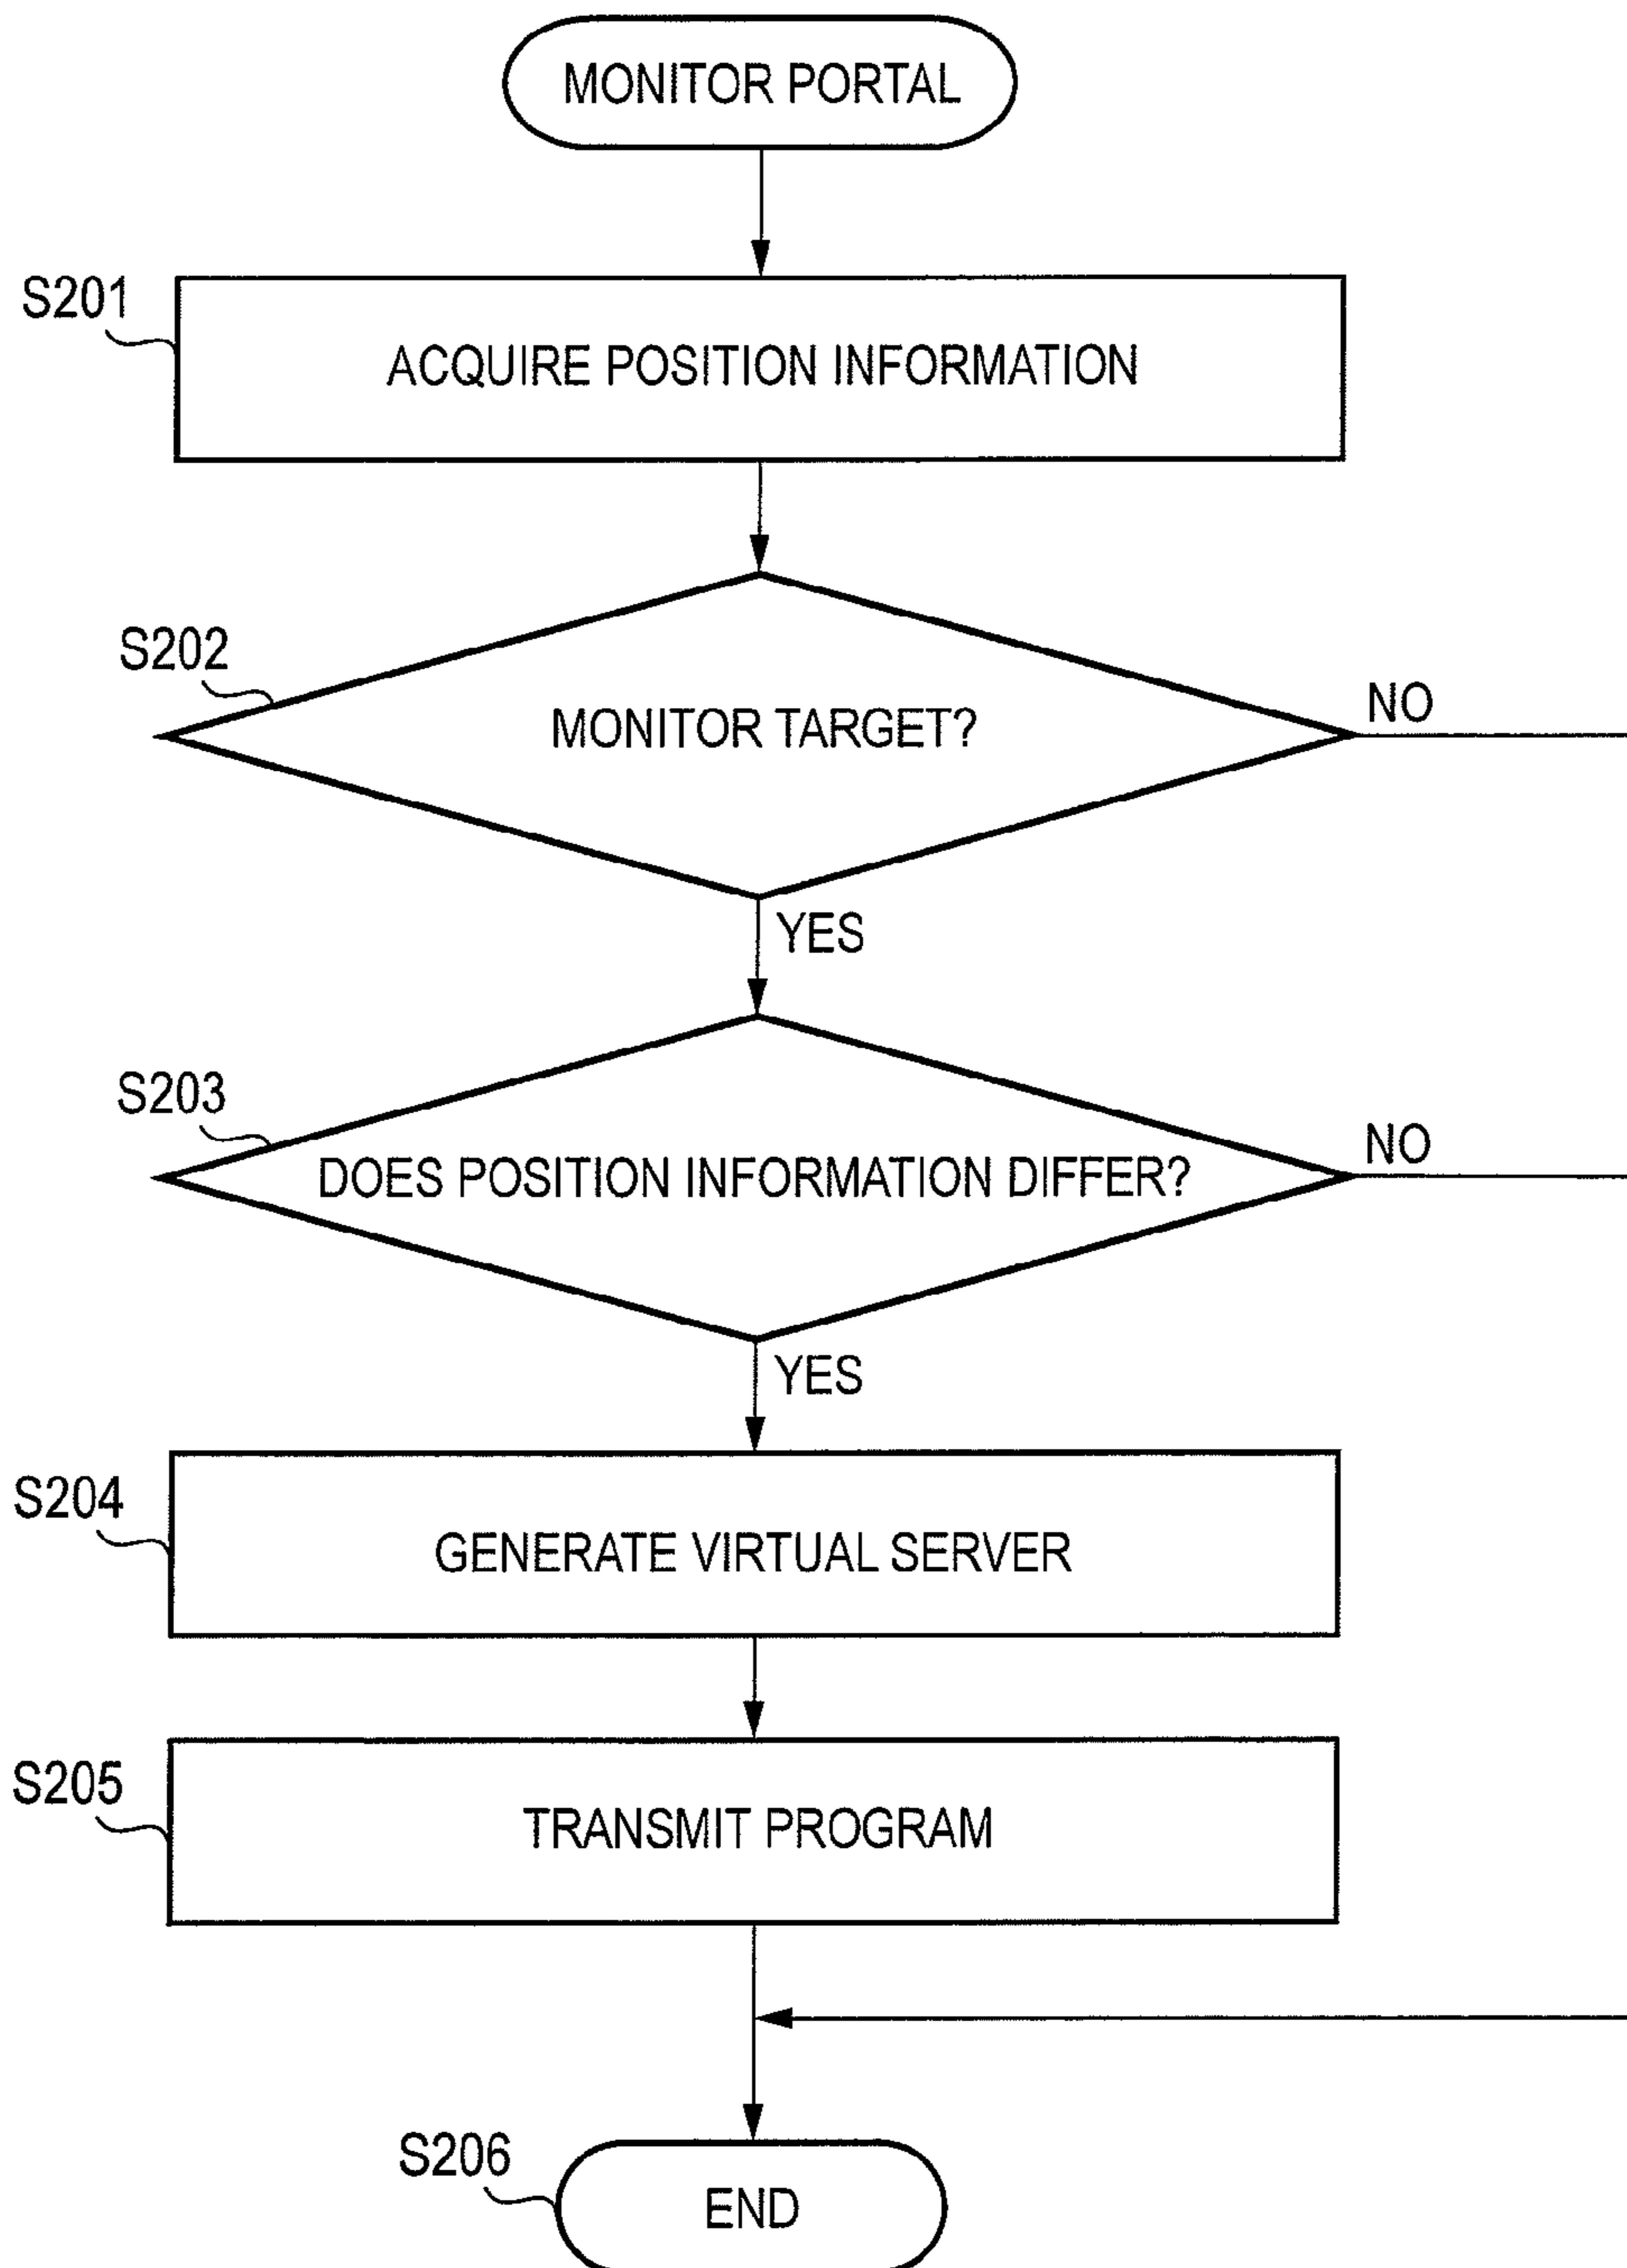 MONITOR PORTAL
S201
ACQUIRE POSITION INFORMATION
S202
MONITOR TARGET?
NO
YES
S203
DOES POSITION INFORMATION DIFFER?
NO
YES
S204
GENERATE VIRTUAL SERVER
S205
TRANSMIT PROGRAM
S206
END